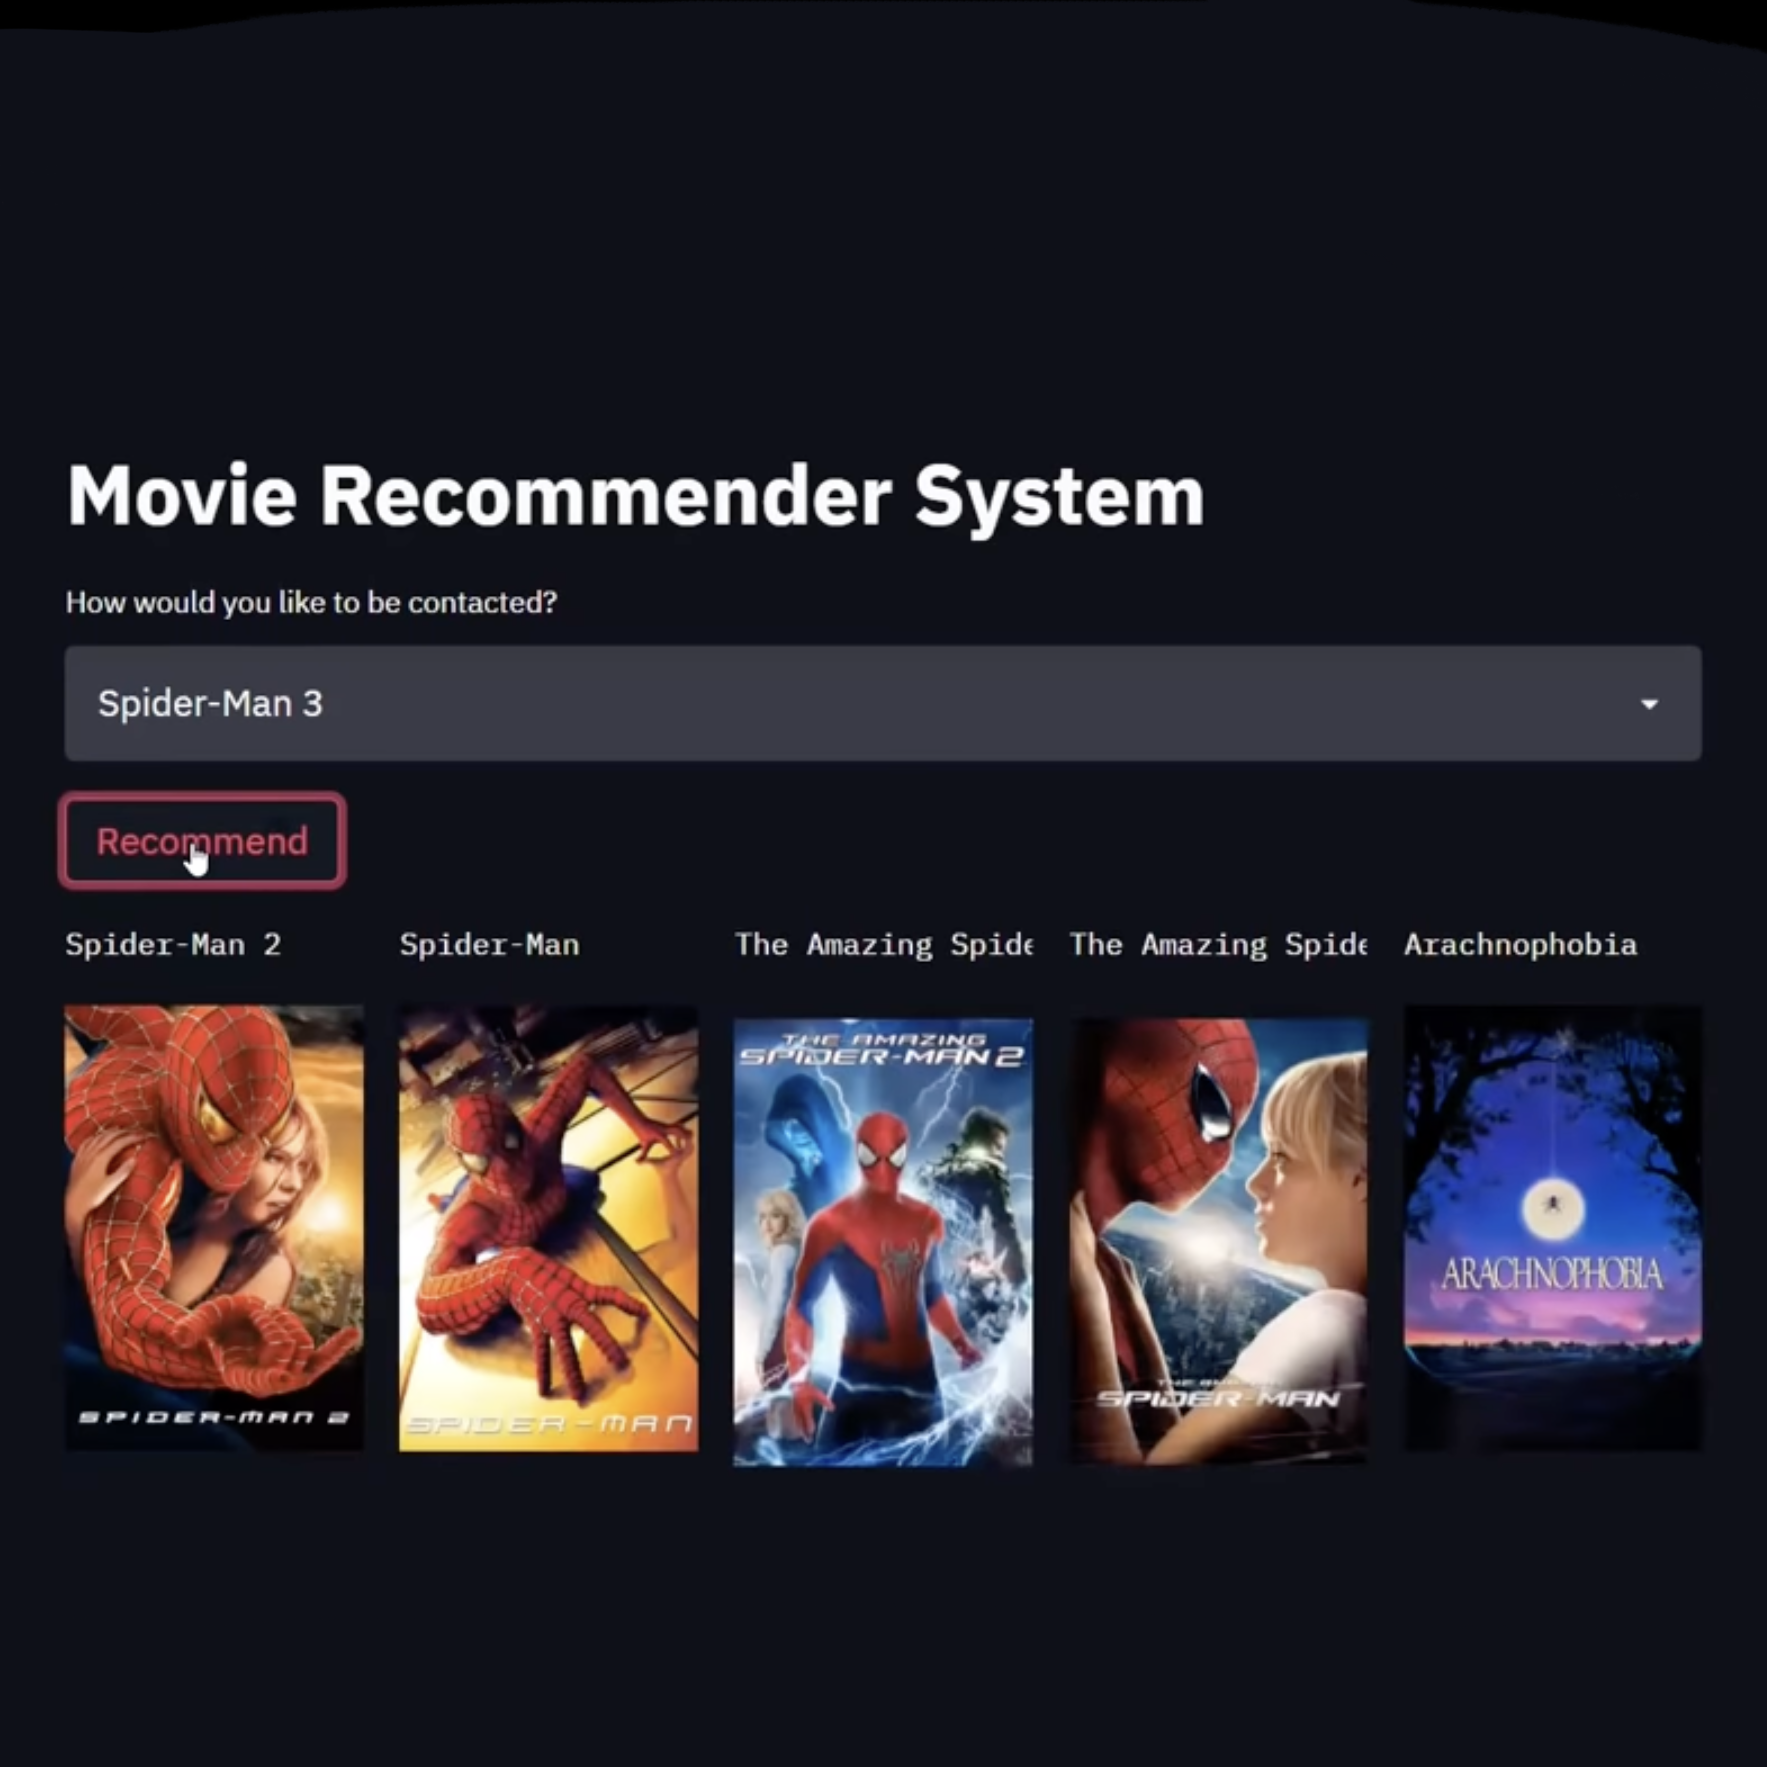 Movie Recommender System
How would you like to be contacted?
Spider-Man 3
Recommend
Spider-Man 2
Spider-Man
The Amazing Spide
The Amazing Spide
Arachnophobia
SPIDER-MAN 2
SPIDER-MAN
THE AMAZING
SPIDER-MAN 2
THE
SPIDER-MAN
ARACHNOPHOBIA